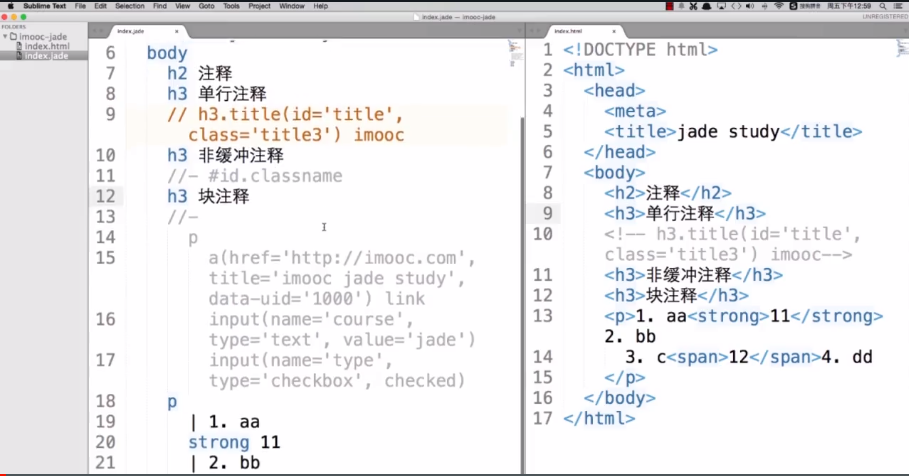 Sublime Text File Edit Selection Find View Goto Tools Project Window Help
周五下午12:59
index.jade — imooc-jade
UNREGISTERED
FOLDERS
imooc-jade
index.html
index.jade
index.jade
6 body
7 h2 注释
8 h3 单行注释
9 // h3.title(id='title',
class='title3') imooc
10 h3 非缓冲注释
11 //- #id.classname
12 h3 块注释
13 //-
14 p
15 a(href='http://imooc.com',
title='imooc jade study',
data-uid='1000') link
16 input(name='course',
type='text', value='jade')
17 input(name='type',
type='checkbox', checked)
18 p
19 | 1. aa
20 strong 11
21 | 2. bb
index.html
1 <!DOCTYPE html>
2 <html>
3 <head>
4 <meta>
5 <title>jade study</title>
6 </head>
7 <body>
8 <h2>注释</h2>
9 <h3>单行注释</h3>
10 <!-- h3.title(id='title',
class='title3') imooc-->
11 <h3>非缓冲注释</h3>
12 <h3>块注释</h3>
13 <p>1. aa<strong>11</strong>
2. bb
14 3. c<span>12</span>4. dd
15 </p>
16 </body>
17 </html>